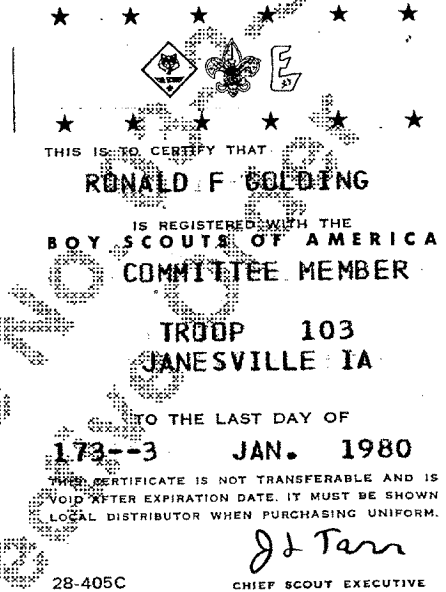 THIS IS TO CERTIFY THAT
RONALD F GOLDING
IS REGISTERED WITH THE
BOY SCOUTS OF AMERICA
COMMITTEE MEMBER
TROOP 103
JANESVILLE IA
TO THE LAST DAY OF
173--3 JAN. 1980
THIS CERTIFICATE IS NOT TRANSFERABLE AND IS
VOID AFTER EXPIRATION DATE. IT MUST BE SHOWN
LOCAL DISTRIBUTOR WHEN PURCHASING UNIFORM.
J L Tarr
28-405C CHIEF SCOUT EXECUTIVE